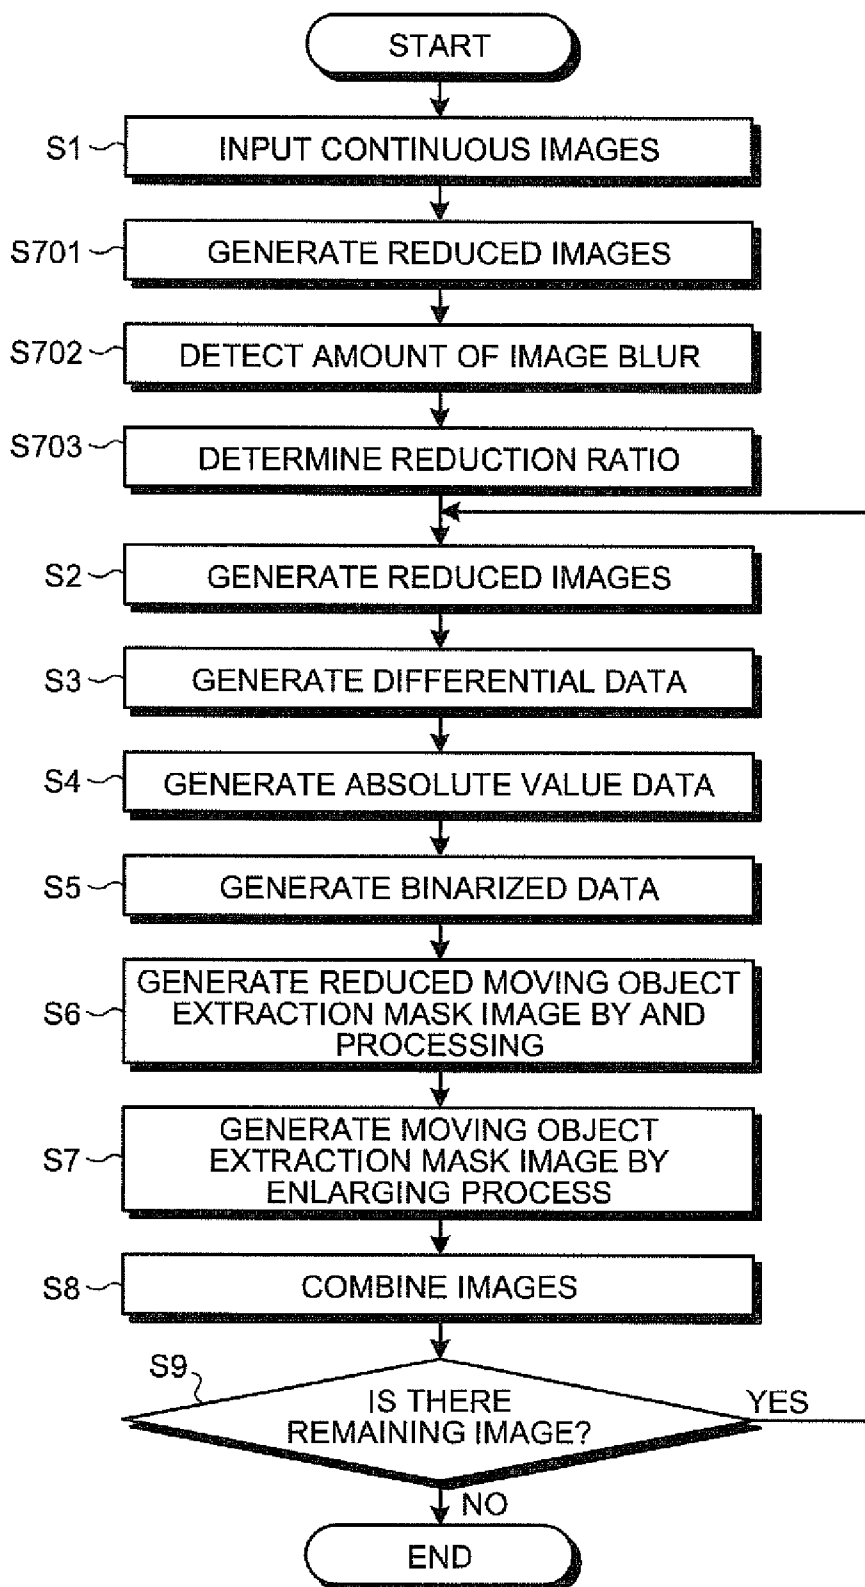 START
S1
INPUT CONTINUOUS IMAGES
S701
GENERATE REDUCED IMAGES
S702
DETECT AMOUNT OF IMAGE BLUR
S703
DETERMINE REDUCTION RATIO
S2
GENERATE REDUCED IMAGES
S3
GENERATE DIFFERENTIAL DATA
S4
GENERATE ABSOLUTE VALUE DATA
S5
GENERATE BINARIZED DATA
S6
GENERATE REDUCED MOVING OBJECT
EXTRACTION MASK IMAGE BY AND
PROCESSING
S7
GENERATE MOVING OBJECT
EXTRACTION MASK IMAGE BY
ENLARGING PROCESS
S8
COMBINE IMAGES
S9
IS THERE
REMAINING IMAGE?
YES
NO
END